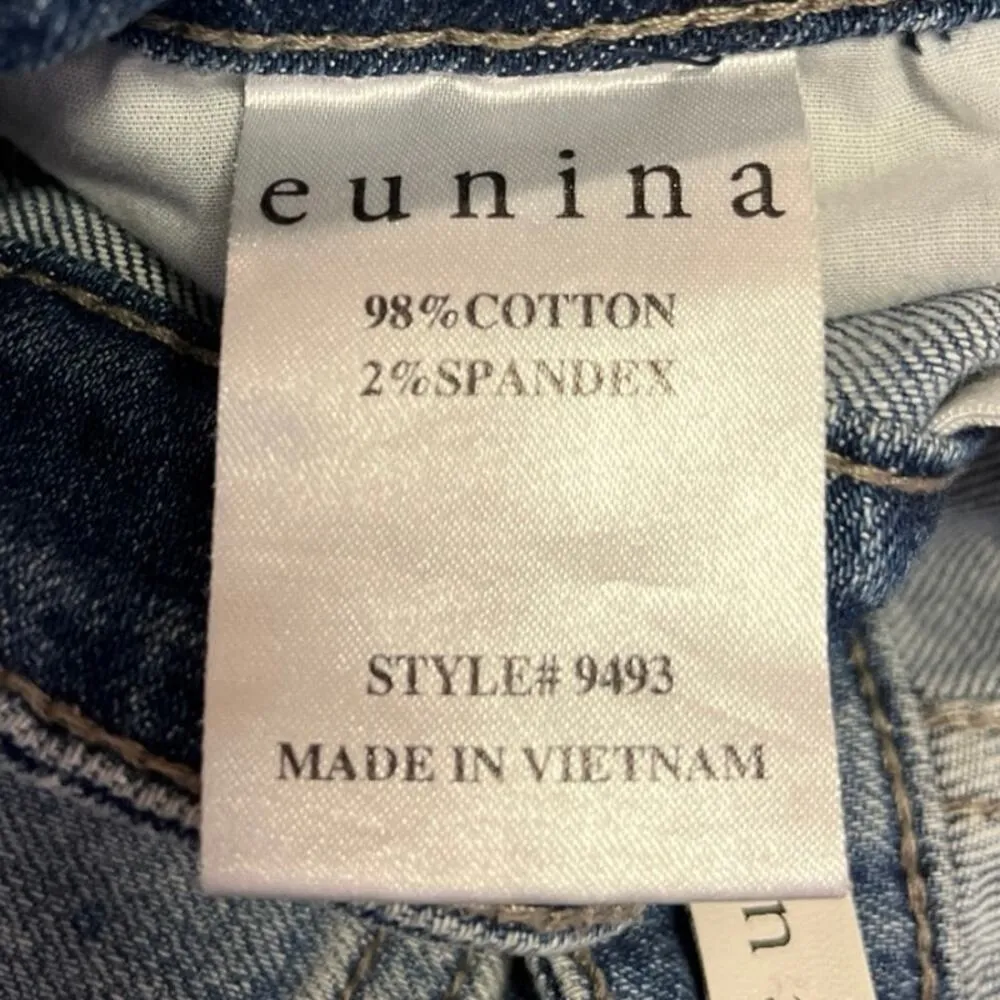 eunina
98%COTTON
2%SPANDEX
STYLE# 9493
MADE IN VIETNAM
n